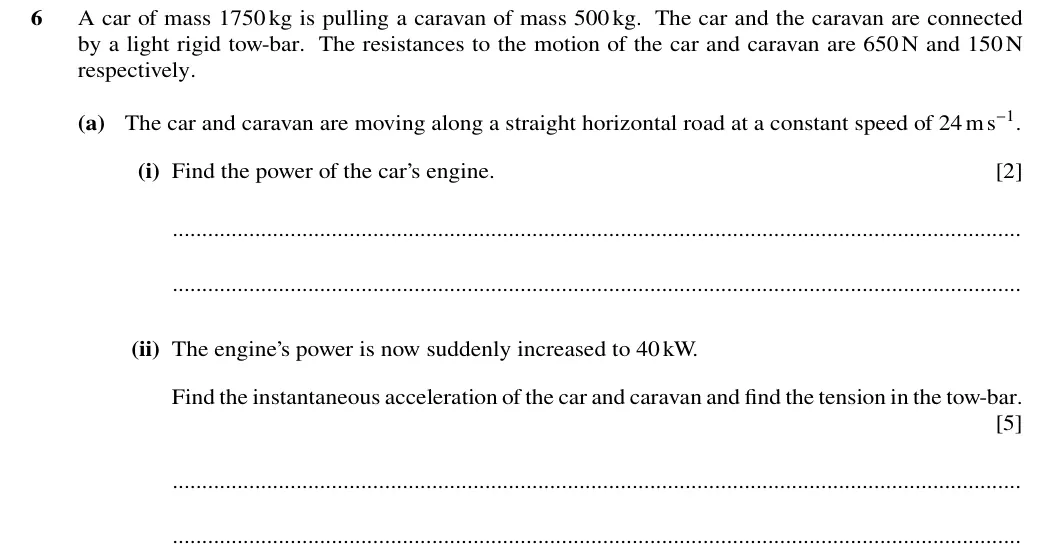 6 A car of mass 1750 kg is pulling a caravan of mass 500 kg. The car and the caravan are connected
by a light rigid tow-bar. The resistances to the motion of the car and caravan are 650 N and 150 N
respectively.
(a) The car and caravan are moving along a straight horizontal road at a constant speed of 24 m s⁻¹.
(i) Find the power of the car’s engine. [2]
(ii) The engine’s power is now suddenly increased to 40 kW.
Find the instantaneous acceleration of the car and caravan and find the tension in the tow-bar.
[5]